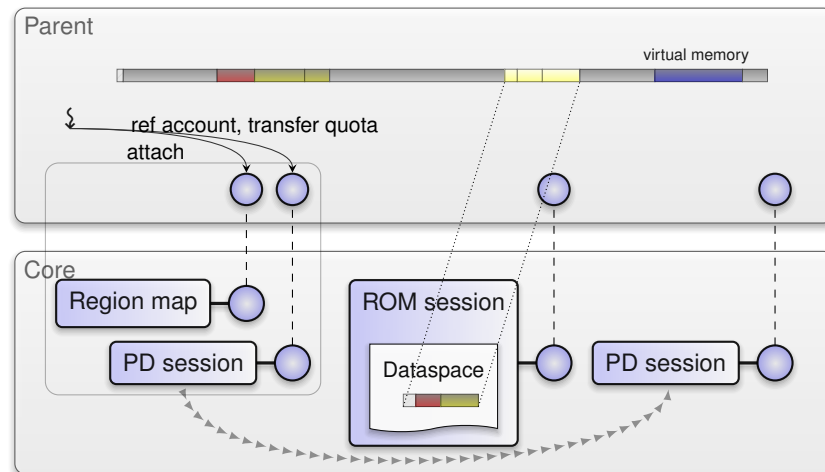 Parent
virtual memory
ref account, transfer quota
attach
Core
Region map
ROM session
PD session
PD session
Dataspace